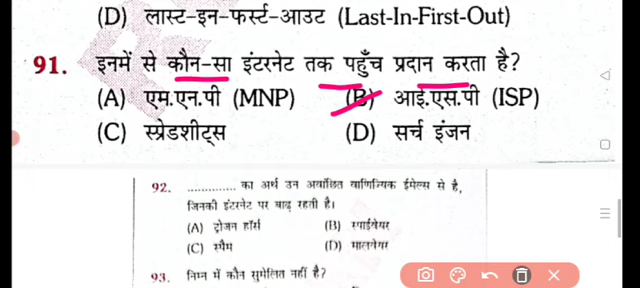 (D) लास्ट-इन-फर्स्ट-आउट (Last-In-First-Out)
91. इनमें से कौन-सा इंटरनेट तक पहुँच प्रदान करता है?
(A) एम.एन.पी (MNP) (B) आई.एस.पी (ISP)
(C) स्प्रेडशीट्स (D) सर्च इंजन
92. ............. का अर्थ उन अवांछित वाणिज्यिक ईमेल्स से है,
जिनकी इंटरनेट पर बाढ़ रहती है।
(A) ट्रोजन हॉर्स (B) स्पाईवेयर
(C) स्पैम (D) मालवेयर
93. निम्न में कौन सुमेलित नहीं है?